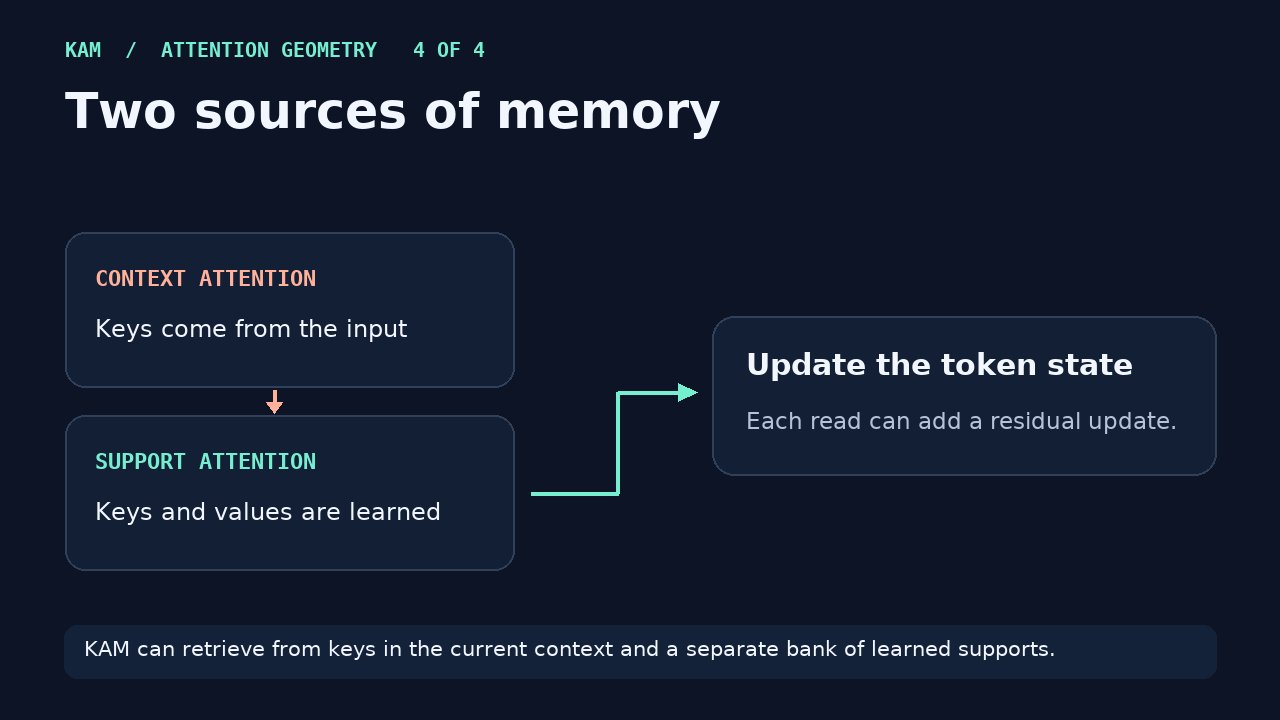 KAM / ATTENTION GEOMETRY 4 OF 4
Two sources of memory
CONTEXT ATTENTION
Keys come from the input
SUPPORT ATTENTION
Keys and values are learned
Update the token state
Each read can add a residual update.
KAM can retrieve from keys in the current context and a separate bank of learned supports.